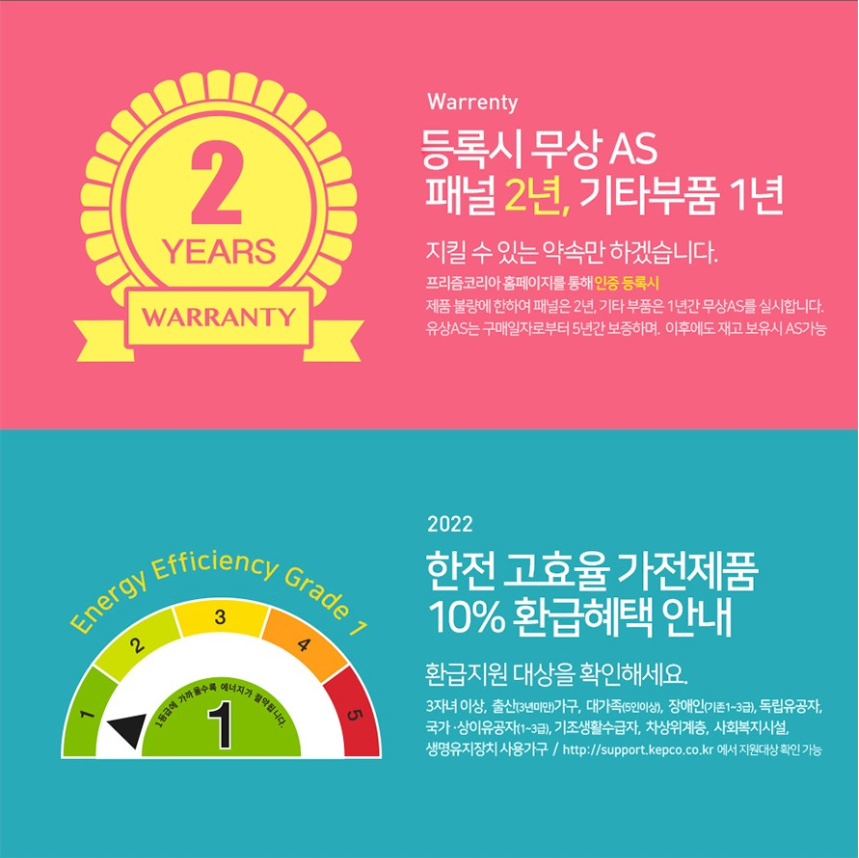 2
YEARS
WARRANTY
Warrenty
등록시 무상 AS
패널 2년, 기타부품 1년
지킬 수 있는 약속만 하겠습니다.
프리즘코리아 홈페이지를 통해 인증 등록시
제품 불량에 한하여 패널은 2년, 기타 부품은 1년간 무상AS를 실시합니다.
유상AS는 구매일자로부터 5년간 보증하며, 이후에도 재고 보유시 AS가능
Energy Efficiency Grade 1
1
2
3
4
5
1등급에 가까울수록 에너지가 절약됩니다.
1
2022
한전 고효율 가전제품
10% 환급혜택 안내
환급지원 대상을 확인해세요.
3자녀 이상, 출산(3년미만)가구, 대가족(5인이상), 장애인(기존1~3급), 독립유공자,
국가·상이유공자(1~3급), 기초생활수급자, 차상위계층, 사회복지시설,
생명유지장치 사용가구 / http://support.kepco.co.kr 에서 지원대상 확인 가능